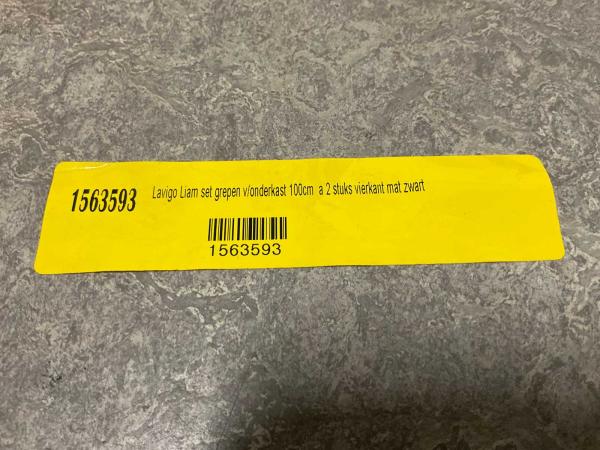 1563593 Lavigo Liam set grepen v/onderkast 100cm a 2 stuks vierkant mat zwart
1563593